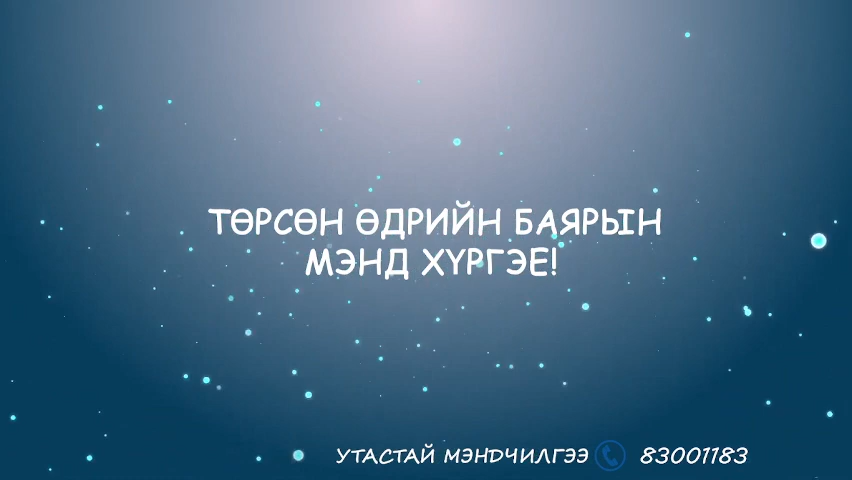 ТӨРСӨН ӨДРИЙН БАЯРЫН
МЭНД ХҮРГЭЕ!
УТАСТАЙ МЭНДЧИЛГЭЭ 83001183